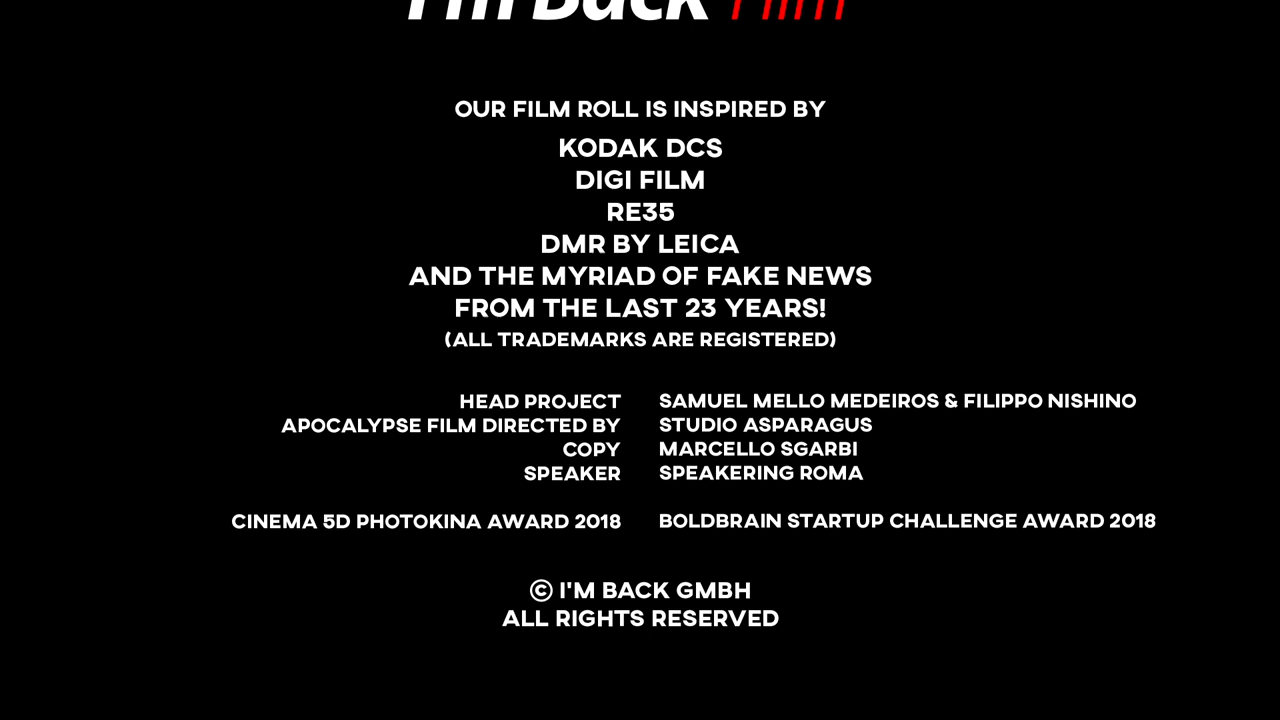 I'm Back Film
OUR FILM ROLL IS INSPIRED BY
KODAK DCS
DIGI FILM
RE35
DMR BY LEICA
AND THE MYRIAD OF FAKE NEWS
FROM THE LAST 23 YEARS!
(ALL TRADEMARKS ARE REGISTERED)
HEAD PROJECT SAMUEL MELLO MEDEIROS & FILIPPO NISHINO
APOCALYPSE FILM DIRECTED BY STUDIO ASPARAGUS
COPY MARCELLO SGARBI
SPEAKER SPEAKERING ROMA
CINEMA 5D PHOTOKINA AWARD 2018 BOLDBRAIN STARTUP CHALLENGE AWARD 2018
© I'M BACK GMBH
ALL RIGHTS RESERVED